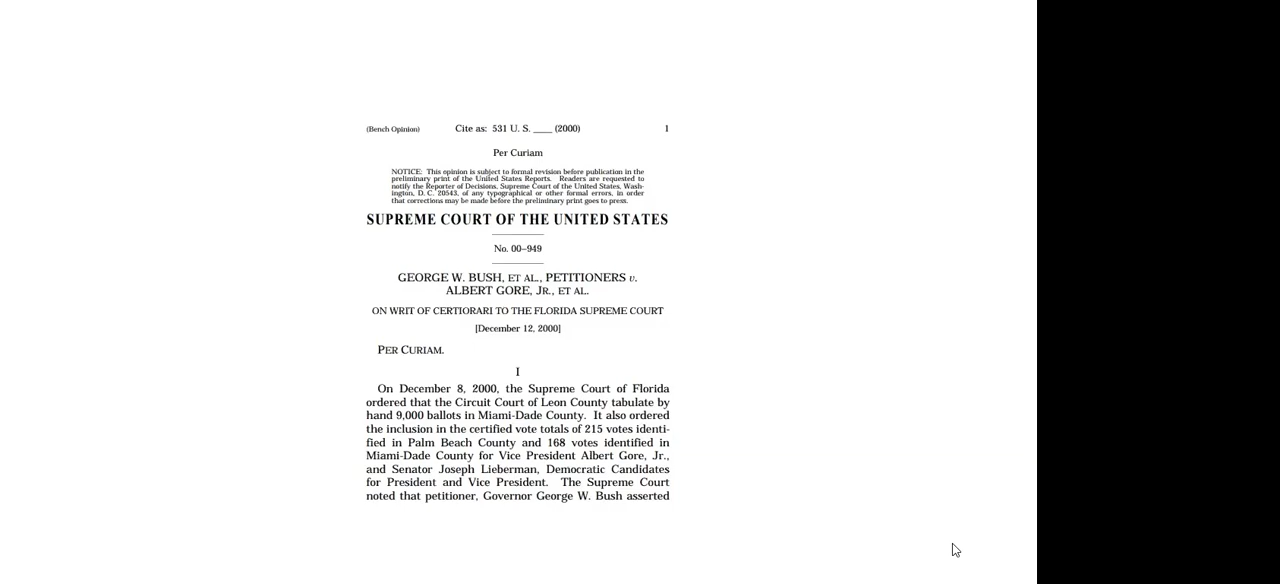 (Bench Opinion) Cite as: 531 U. S. ____ (2000) 1
Per Curiam
NOTICE: This opinion is subject to formal revision before publication in the
preliminary print of the United States Reports. Readers are requested to
notify the Reporter of Decisions, Supreme Court of the United States, Wash-
ington, D. C. 20543, of any typographical or other formal errors, in order
that corrections may be made before the preliminary print goes to press.
SUPREME COURT OF THE UNITED STATES
No. 00–949
GEORGE W. BUSH, ET AL., PETITIONERS v.
ALBERT GORE, JR., ET AL.
ON WRIT OF CERTIORARI TO THE FLORIDA SUPREME COURT
[December 12, 2000]
PER CURIAM.
I
On December 8, 2000, the Supreme Court of Florida
ordered that the Circuit Court of Leon County tabulate by
hand 9,000 ballots in Miami-Dade County. It also ordered
the inclusion in the certified vote totals of 215 votes identi-
fied in Palm Beach County and 168 votes identified in
Miami-Dade County for Vice President Albert Gore, Jr.,
and Senator Joseph Lieberman, Democratic Candidates
for President and Vice President. The Supreme Court
noted that petitioner, Governor George W. Bush asserted